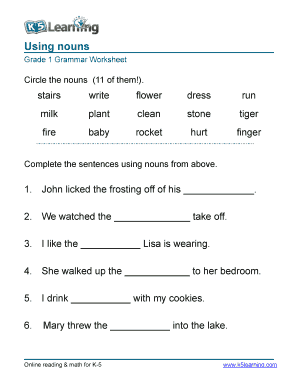 K5 Learning
Using nouns
Grade 1 Grammar Worksheet
Circle the nouns (11 of them!).
stairs write flower dress run
milk plant clean stone tiger
fire baby rocket hurt finger
Complete the sentences using nouns from above.
1. John licked the frosting off of his ______________.
2. We watched the ______________ take off.
3. I like the ___________ Lisa is wearing.
4. She walked up the ____________ to her bedroom.
5. I drink __________ with my cookies.
6. Mary threw the ____________ into the lake.
Online reading & math for K-5 www.k5learning.com